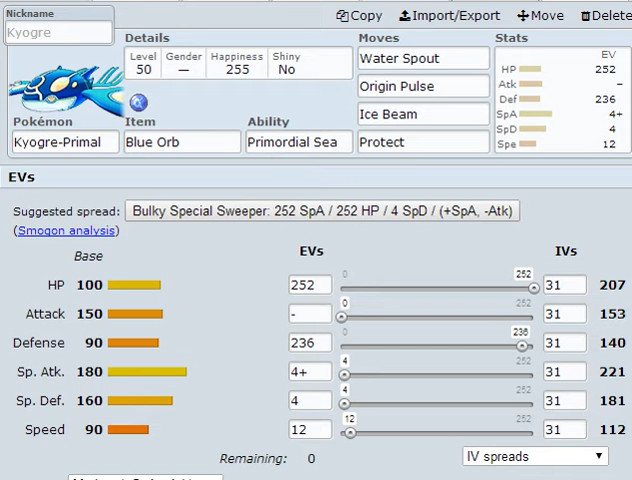 Nickname
Kyogre
Copy Import/Export Move Delete
Details
Level Gender Happiness Shiny
50 — 255 No
Moves
Water Spout
Origin Pulse
Ice Beam
Protect
Stats
EV
HP 252
Atk –
Def 236
SpA 4+
SpD 4
Spe 12
Pokémon Item Ability
Kyogre-Primal Blue Orb Primordial Sea
EVs
Suggested spread: Bulky Special Sweeper: 252 SpA / 252 HP / 4 SpD / (+SpA, -Atk)
(Smogon analysis)
Base EVs IVs
HP 100 252 0 252 31 207
Attack 150 - 0 252 31 153
Defense 90 236 0 236 31 140
Sp. Atk. 180 4+ 4 252 31 221
Sp. Def. 160 4 4 252 31 181
Speed 90 12 12 252 31 112
Remaining: 0 IV spreads